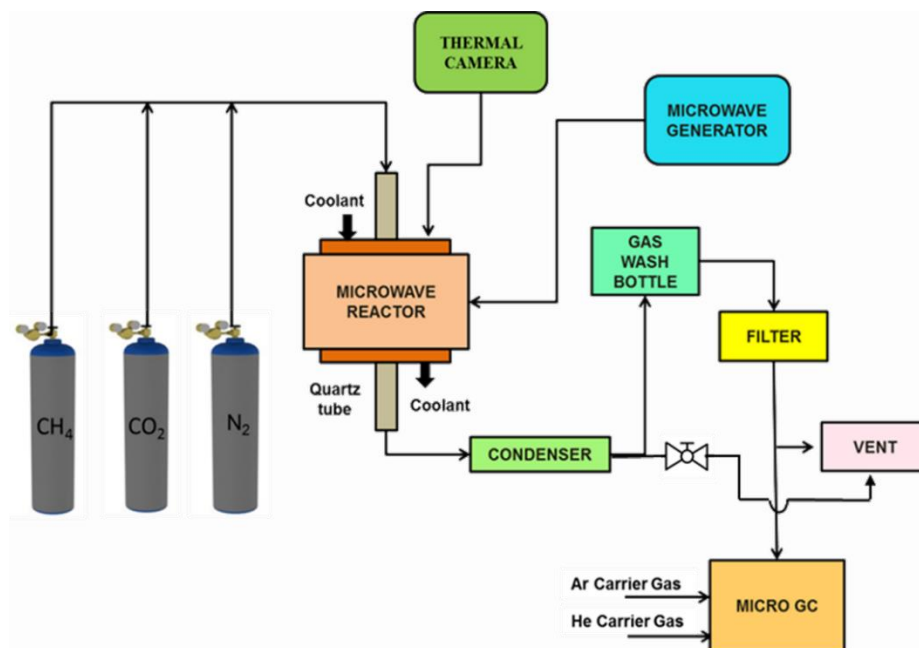 THERMAL
CAMERA
MICROWAVE
GENERATOR
Coolant
GAS
WASH
BOTTLE
MICROWAVE
REACTOR
FILTER
CH₄
CO₂
N₂
Quartz
tube
Coolant
CONDENSER
VENT
Ar Carrier Gas
He Carrier Gas
MICRO GC